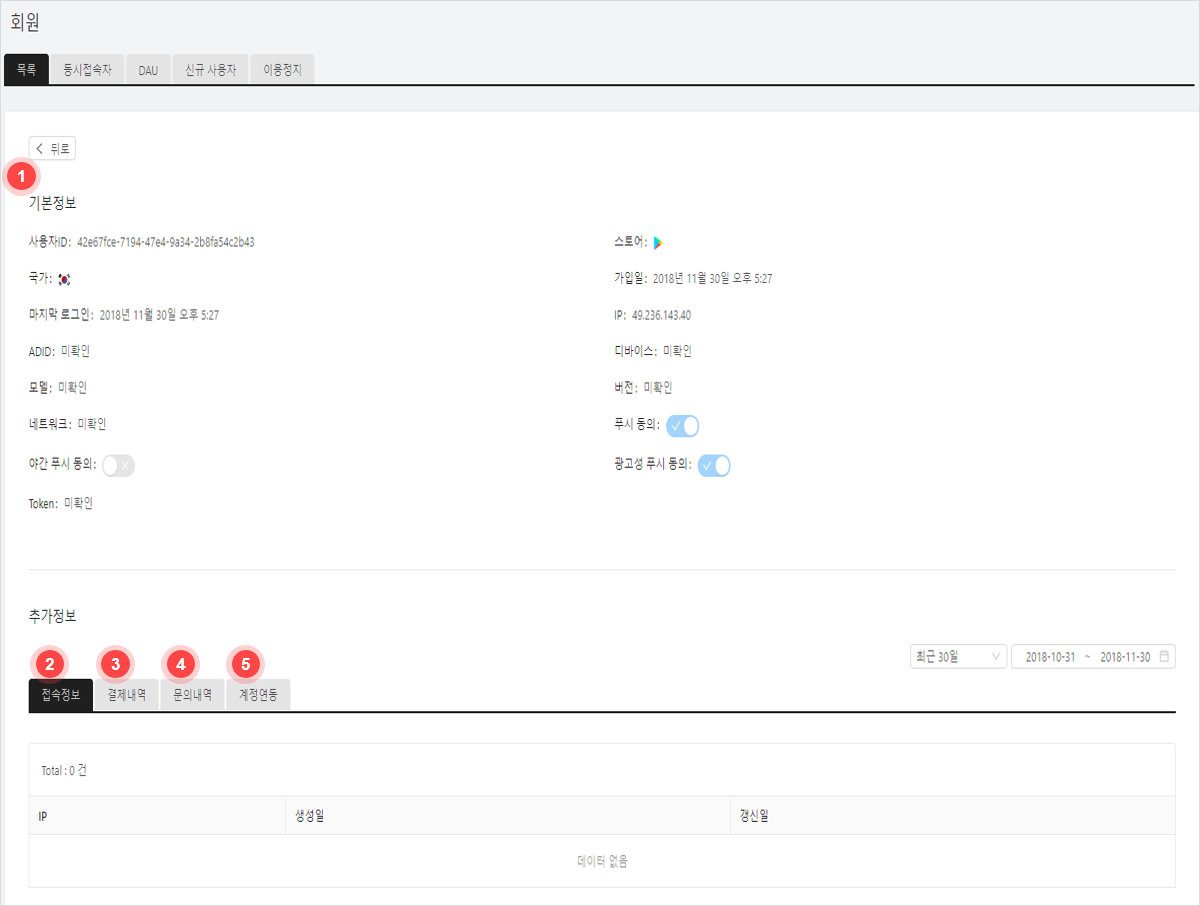 회원
목록 동시접속자 DAU 신규 사용자 이용정지
뒤로
1
기본정보
사용자ID: 42e67fce-7194-47e4-9a34-2b8fa54c2b43 스토어:
국가: 가입일: 2018년 11월 30일 오후 5:27
마지막 로그인: 2018년 11월 30일 오후 5:27 IP: 49.236.143.40
ADID: 미확인 디바이스: 미확인
모델: 미확인 버전: 미확인
네트워크: 미확인 푸시 동의:
야간 푸시 동의: 광고성 푸시 동의:
Token: 미확인
추가정보
2 3 4 5 최근 30일 2018-10-31 ~ 2018-11-30
접속정보 결제내역 문의내역 계정연동
Total : 0 건
IP 생성일 갱신일
데이터 없음